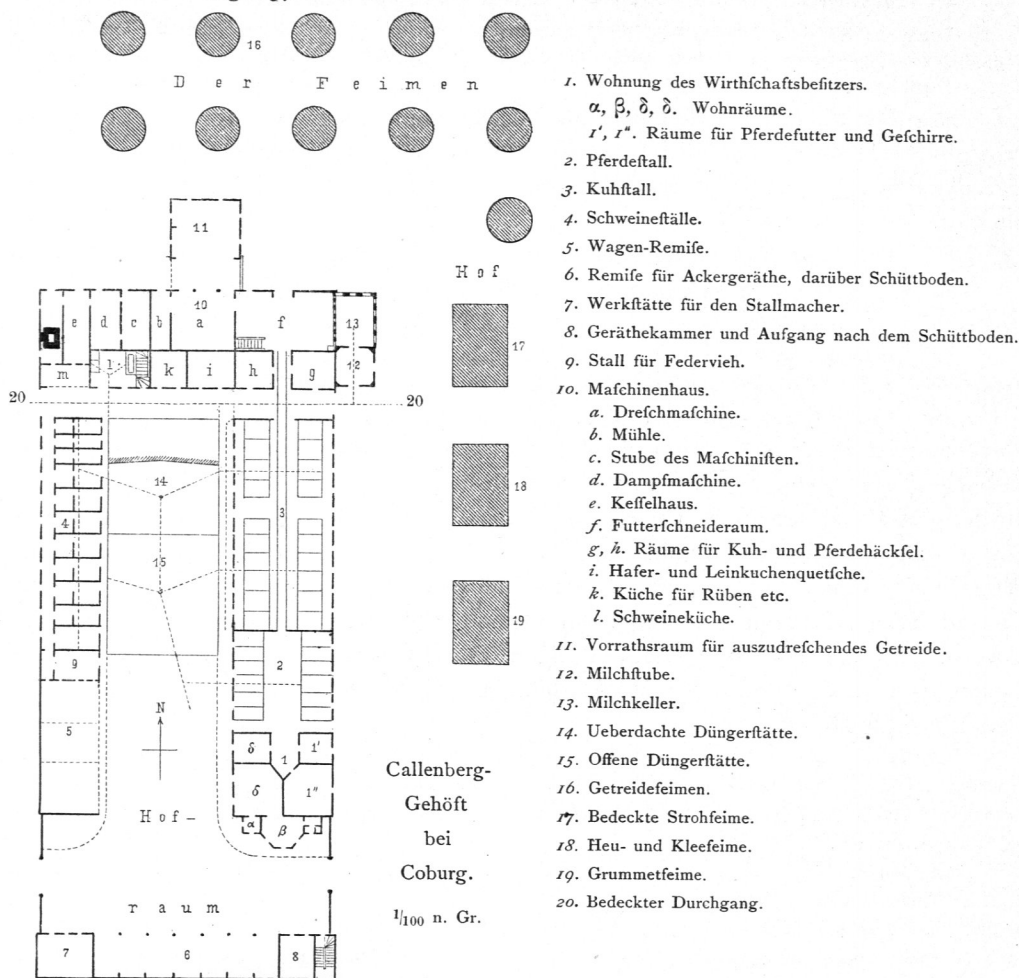 16
Der Feimen
11
Hof
10
e d c b a f
13
m l k i h g
12
17
20 20
14
18
4
3
15
19
9
2
5
N
δ 1 1'
δ 1"
Hof-
α β
raum
7 6 8
Callenberg-
Gehöft
bei
Coburg.
1/100 n. Gr.
1. Wohnung des Wirthſchaftsbeſitzers.
α, β, δ, δ. Wohnräume.
1', 1". Räume für Pferdefutter und Geſchirre.
2. Pferdeſtall.
3. Kuhſtall.
4. Schweineſtälle.
5. Wagen-Remiſe.
6. Remiſe für Ackergeräthe, darüber Schüttboden.
7. Werkſtätte für den Stallmacher.
8. Geräthekammer und Aufgang nach dem Schüttboden.
9. Stall für Federvieh.
10. Maſchinenhaus.
a. Dreſchmaſchine.
b. Mühle.
c. Stube des Maſchiniſten.
d. Dampfmaſchine.
e. Keſſelhaus.
f. Futterſchneideraum.
g, h. Räume für Kuh- und Pferdehäckſel.
i. Hafer- und Leinkuchenquetſche.
k. Küche für Rüben etc.
l. Schweineküche.
11. Vorrathsraum für auszudreſchendes Getreide.
12. Milchſtube.
13. Milchkeller.
14. Ueberdachte Düngerſtätte.
15. Offene Düngerſtätte.
16. Getreidefeimen.
17. Bedeckte Strohfeime.
18. Heu- und Kleefeime.
19. Grummetfeime.
20. Bedeckter Durchgang.